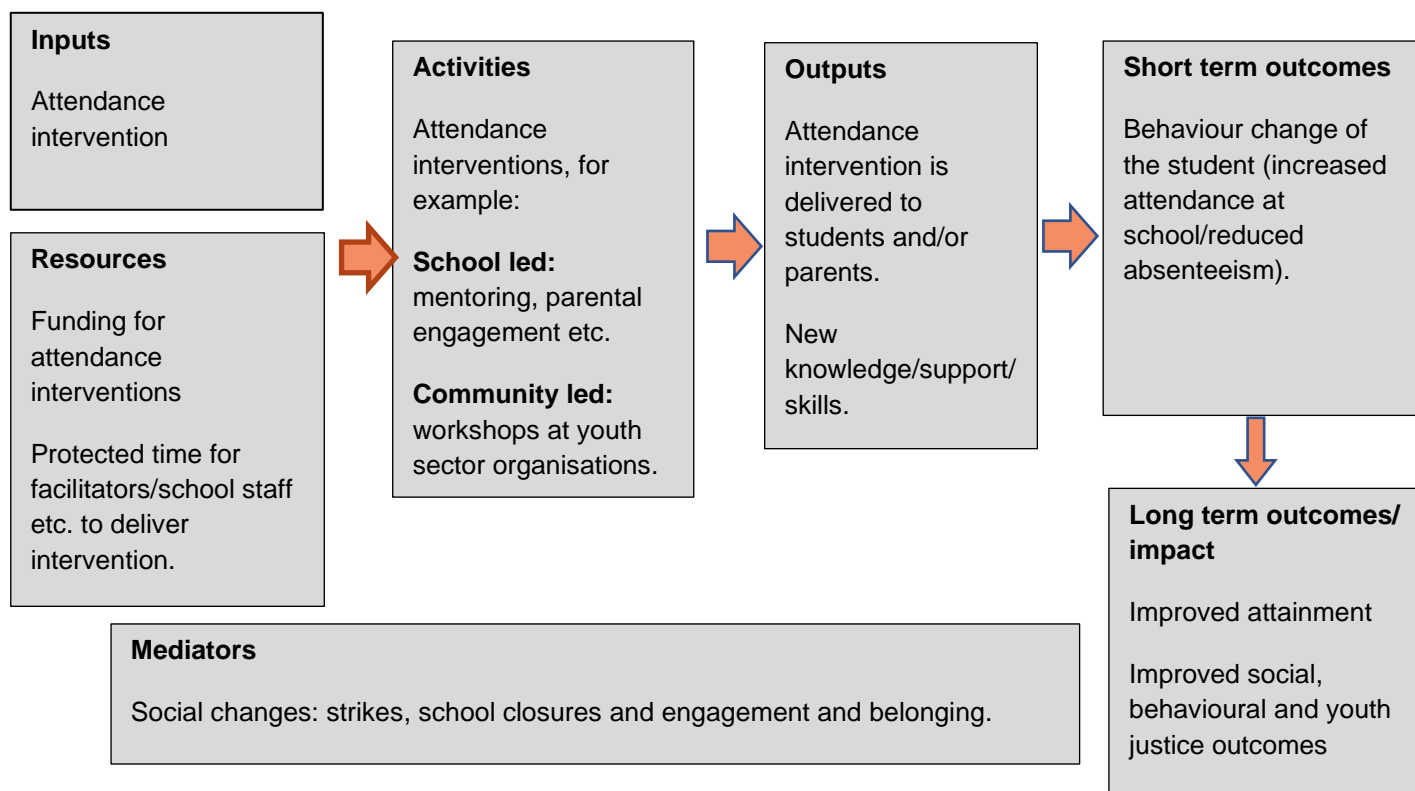 Inputs
Attendance
intervention
Resources
Funding for
attendance
interventions
Protected time for
facilitators/school staff
etc. to deliver
intervention.
Activities
Attendance
interventions, for
example:
School led:
mentoring, parental
engagement etc.
Community led:
workshops at youth
sector organisations.
Outputs
Attendance
intervention is
delivered to
students and/or
parents.
New
knowledge/support/
skills.
Short term outcomes
Behaviour change of
the student (increased
attendance at
school/reduced
absenteeism).
Long term outcomes/
impact
Improved attainment
Improved social,
behavioural and youth
justice outcomes
Mediators
Social changes: strikes, school closures and engagement and belonging.